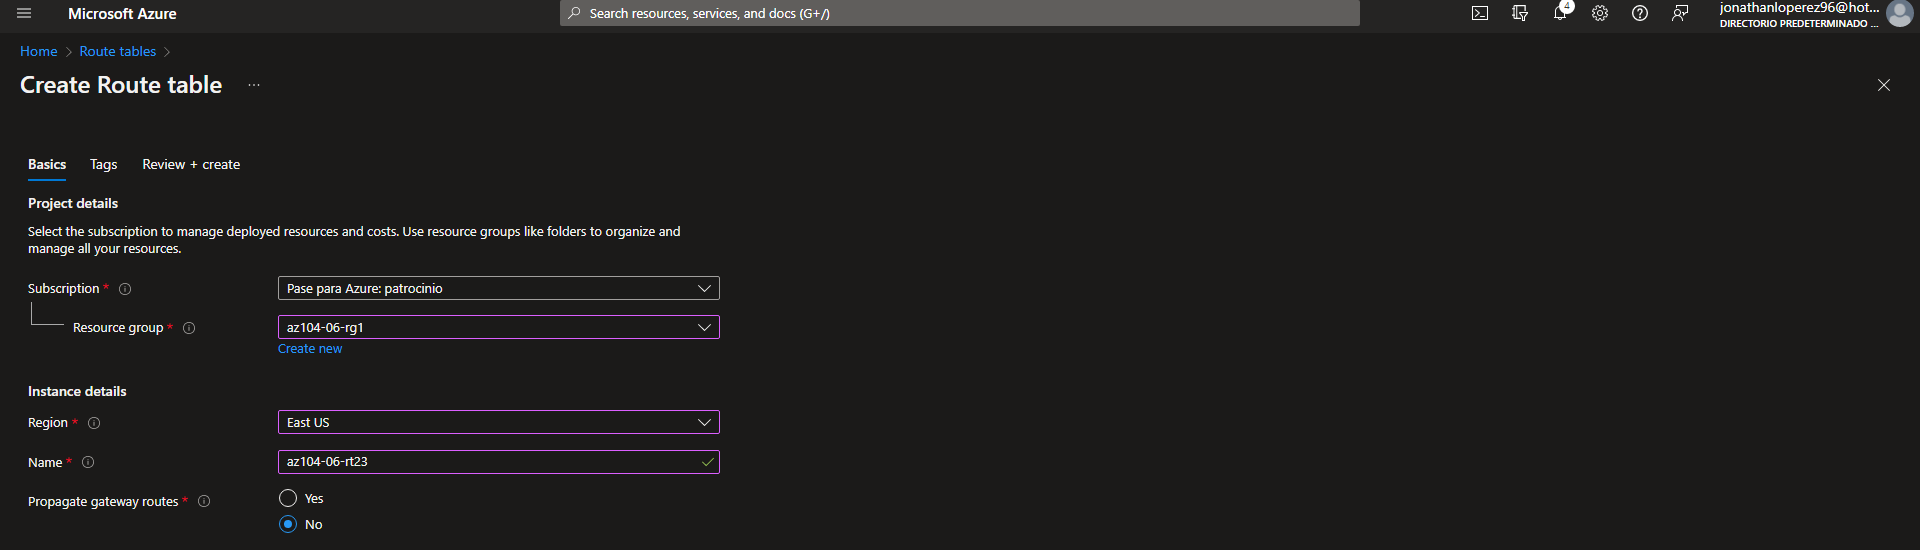 Microsoft Azure
Search resources, services, and docs (G+/)
4
jonathanloperez96@hot...
DIRECTORIO PREDETERMINADO ...
Home > Route tables >
Create Route table ...
Basics Tags Review + create
Project details
Select the subscription to manage deployed resources and costs. Use resource groups like folders to organize and
manage all your resources.
Subscription *
Pase para Azure: patrocinio
Resource group *
az104-06-rg1
Create new
Instance details
Region *
East US
Name *
az104-06-rt23
Propagate gateway routes *
Yes
No